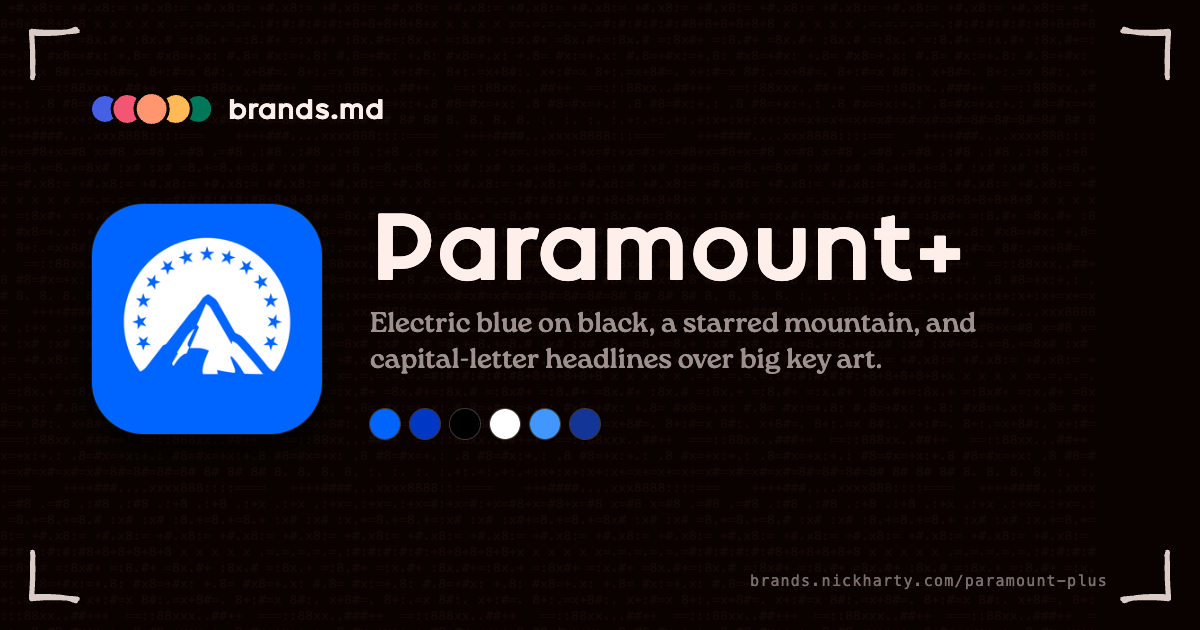 brands.md
Paramount+
Electric blue on black, a starred mountain, and
capital-letter headlines over big key art.
brands.nickharty.com/paramount-plus